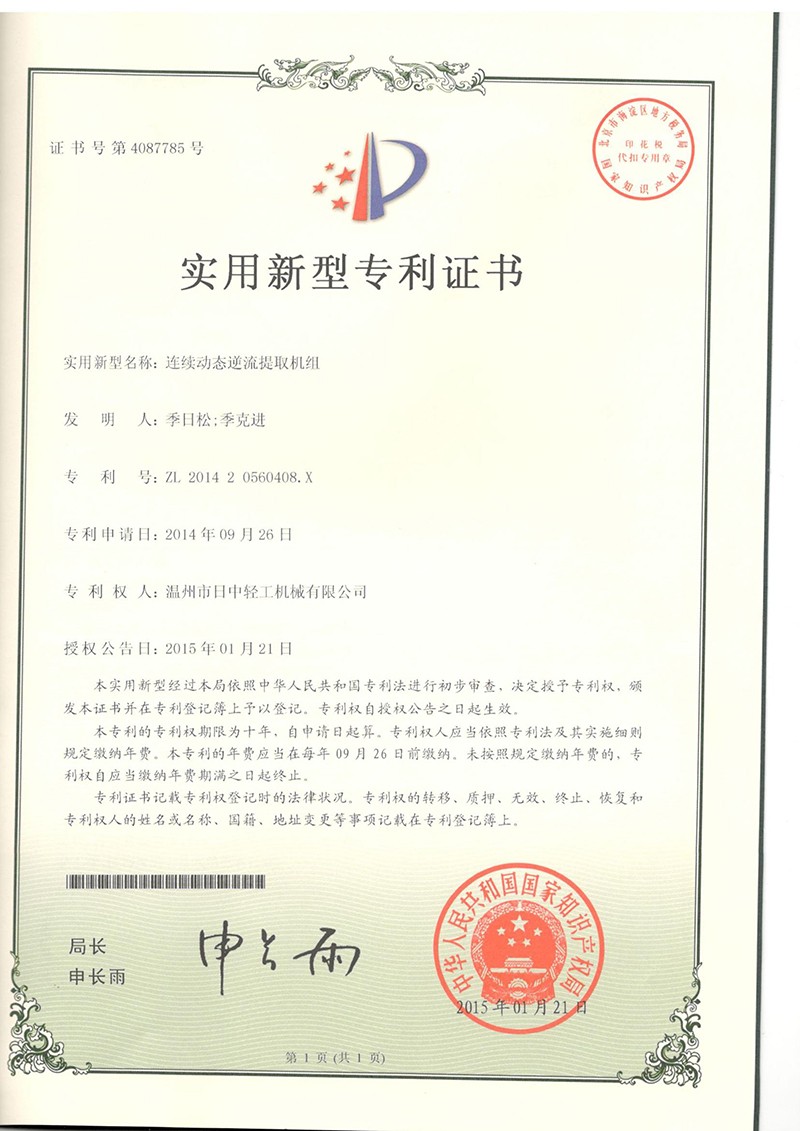 证书号第4087785号
北京市海淀区地方税务局
印花税
代扣专用章
国家知识产权局
实用新型专利证书
实用新型名称：连续动态逆流提取机组
发明人：季日松;季克进
专利号：ZL 2014 2 0560408.X
专利申请日：2014年09月26日
专利权人：温州市日中轻工机械有限公司
授权公告日：2015年01月21日
本实用新型经过本局依照中华人民共和国专利法进行初步审查，决定授予专利权，颁
发本证书并在专利登记簿上予以登记。专利权自授权公告之日起生效。
本专利的专利权期限为十年，自申请日起算。专利权人应当依照专利法及其实施细则
规定缴纳年费。本专利的年费应当在每年09月26日前缴纳。未按照规定缴纳年费的，专
利权自应当缴纳年费期满之日起终止。
专利证书记载专利权登记时的法律状况。专利权的转移、质押、无效、终止、恢复和
专利权人的姓名或名称、国籍、地址变更等事项记载在专利登记簿上。
局长
申长雨
申长雨
中华人民共和国国家知识产权局
2015年01月21日
第1页(共1页)